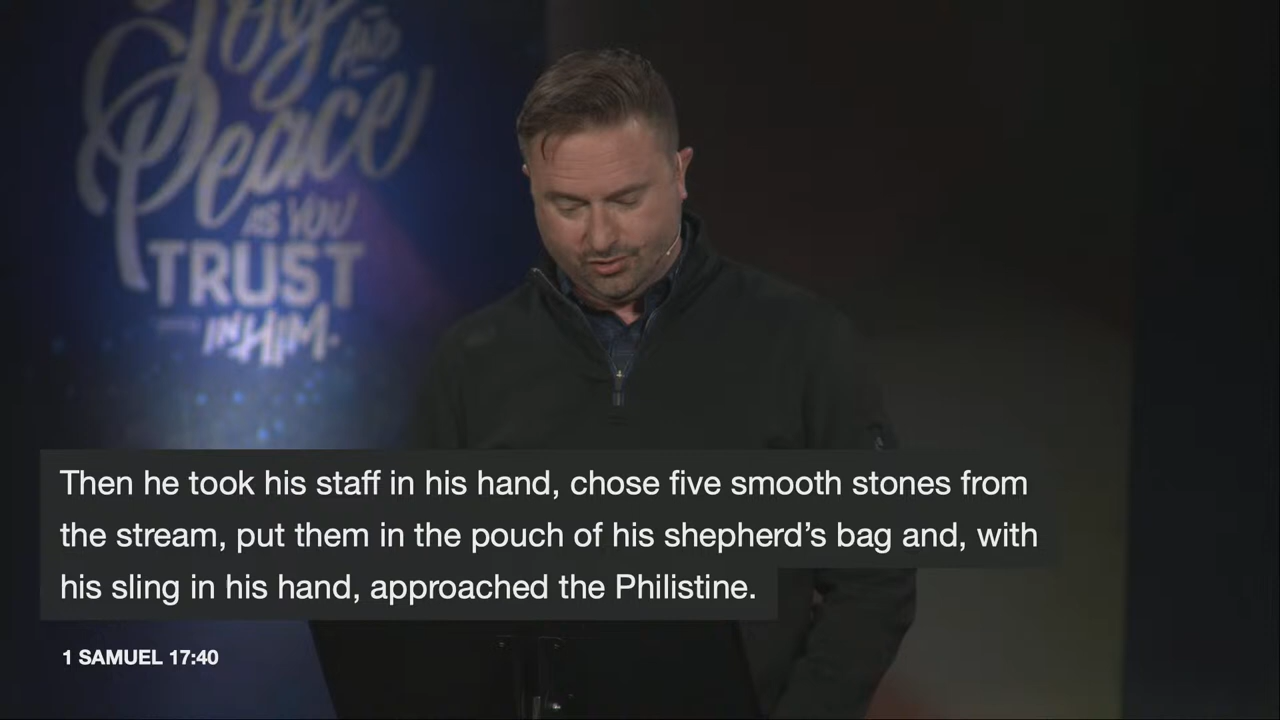 Joy AND
Peace
AS YOU
TRUST
IN HIM.
Then he took his staff in his hand, chose five smooth stones from
the stream, put them in the pouch of his shepherd’s bag and, with
his sling in his hand, approached the Philistine.
1 SAMUEL 17:40